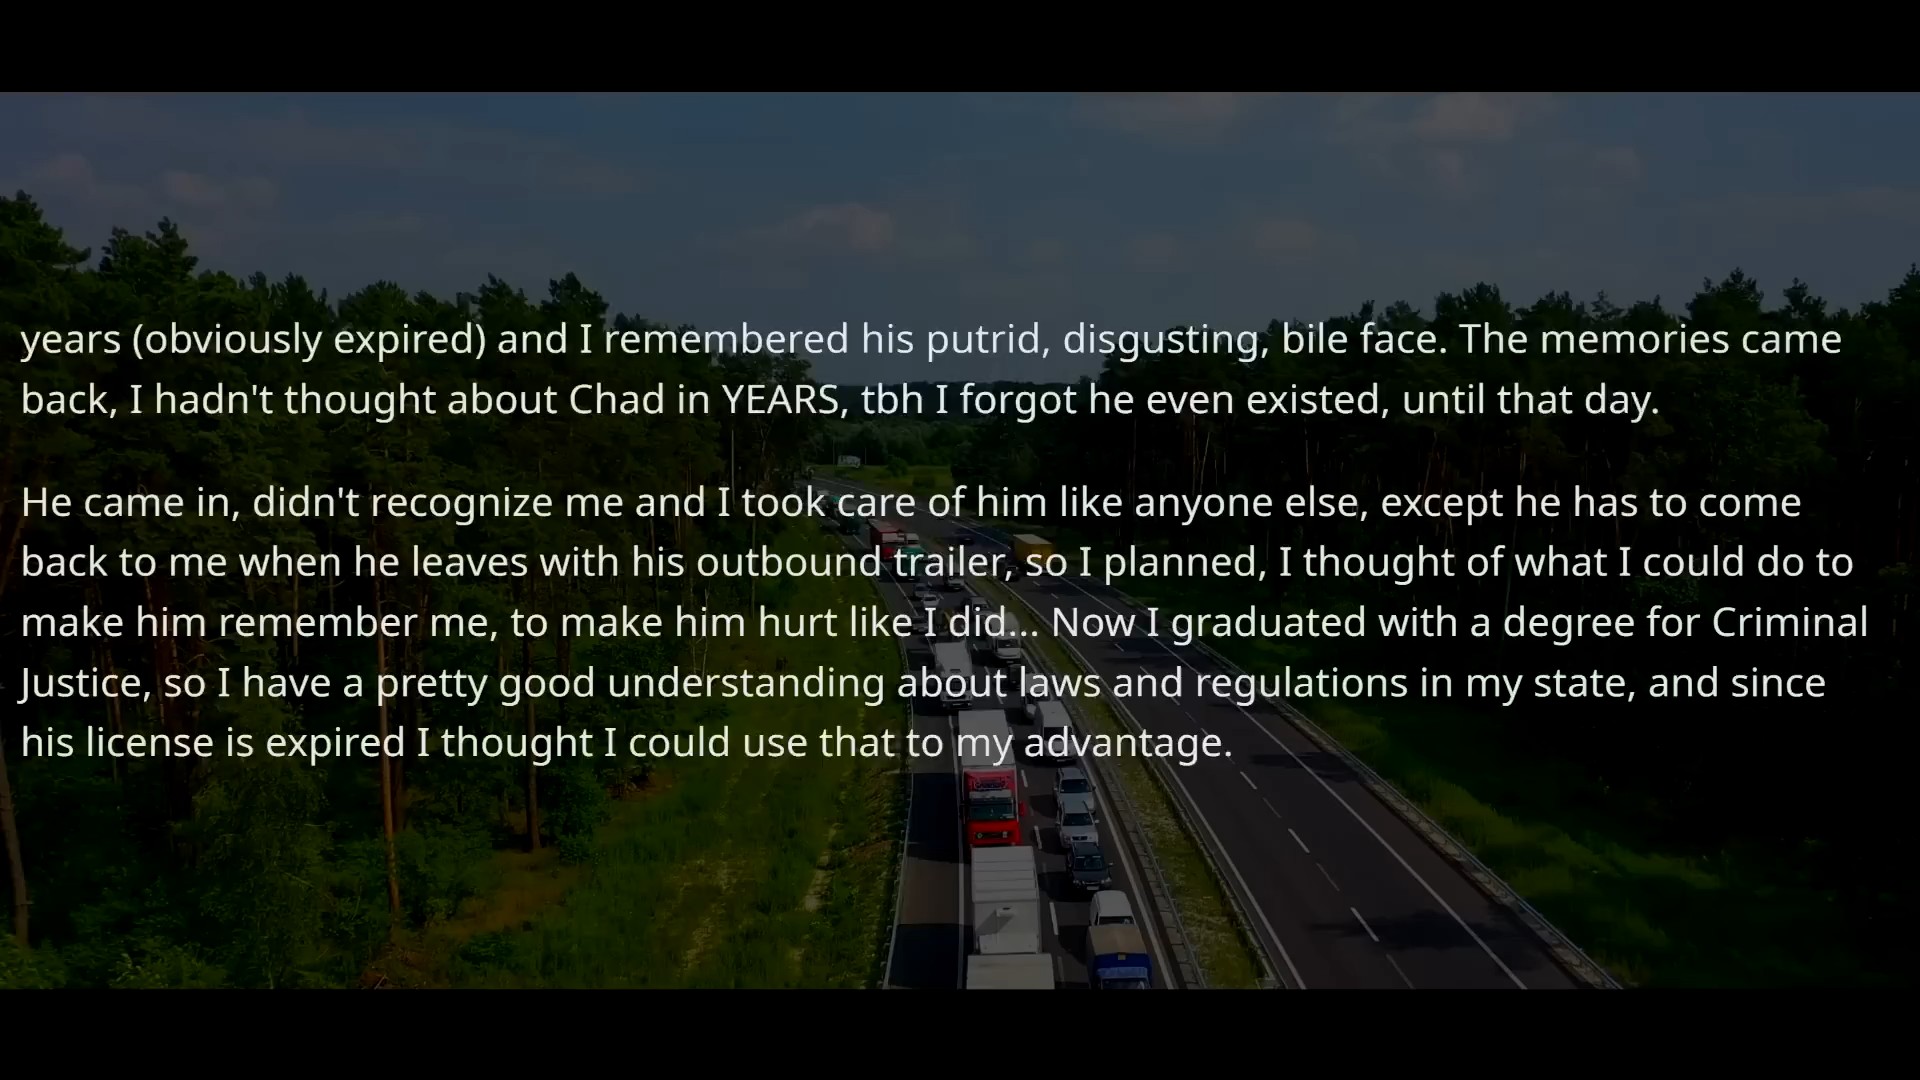 years (obviously expired) and I remembered his putrid, disgusting, bile face. The memories came
back, I hadn't thought about Chad in YEARS, tbh I forgot he even existed, until that day.
He came in, didn't recognize me and I took care of him like anyone else, except he has to come
back to me when he leaves with his outbound trailer, so I planned, I thought of what I could do to
make him remember me, to make him hurt like I did... Now I graduated with a degree for Criminal
Justice, so I have a pretty good understanding about laws and regulations in my state, and since
his license is expired I thought I could use that to my advantage.